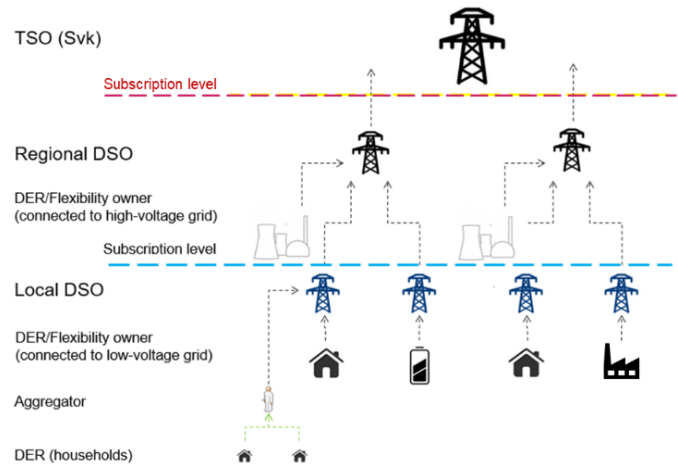 TSO (Svk)
Subscription level
Regional DSO
DER/Flexibility owner
(connected to high-voltage grid)
Subscription level
Local DSO
DER/Flexibility owner
(connected to low-voltage grid)
Aggregator
DER (households)